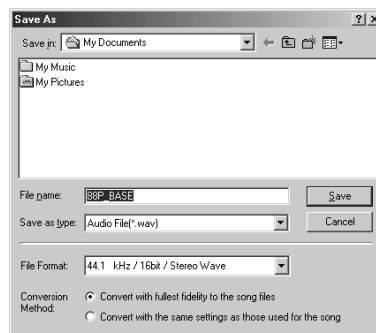 Save As
Save in: My Documents
My Music
My Pictures
File name: 88P_BASE Save
Save as type: Audio File(*.wav) Cancel
File Format: 44.1 kHz / 16bit / Stereo Wave
Conversion Method: Convert with fullest fidelity to the song files
Convert with the same settings as those used for the song